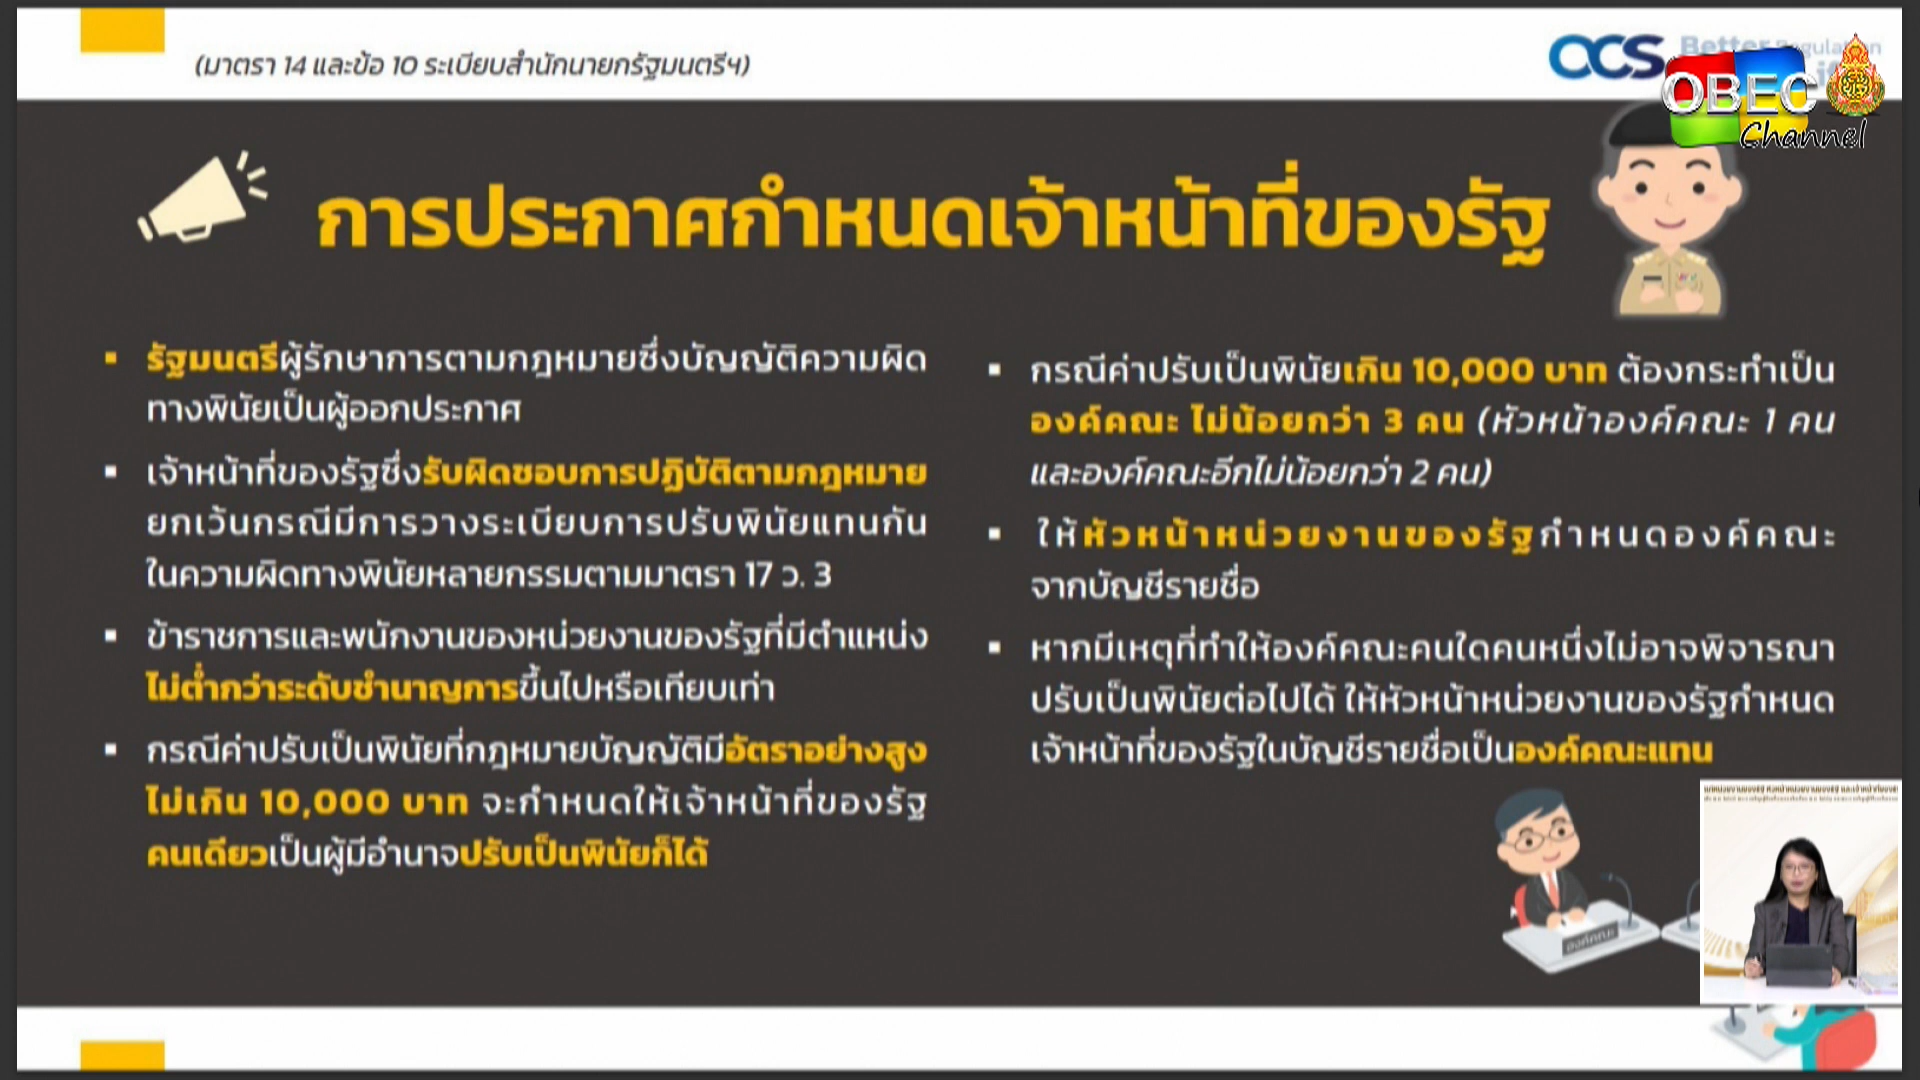 (มาตรา 14 และข้อ 10 ระเบียบสำนักนายกรัฐมนตรีฯ)
OCS Better Regulation
OBEC
Channel
การประกาศกำหนดเจ้าหน้าที่ของรัฐ
▪ รัฐมนตรีผู้รักษาการตามกฎหมายซึ่งบัญญัติความผิด
ทางพินัยเป็นผู้ออกประกาศ
▪ เจ้าหน้าที่ของรัฐซึ่งรับผิดชอบการปฏิบัติตามกฎหมาย
ยกเว้นกรณีมีการวางระเบียบการปรับพินัยแทนกัน
ในความผิดทางพินัยหลายกรรมตามมาตรา 17 ว. 3
▪ ข้าราชการและพนักงานของหน่วยงานของรัฐที่มีตำแหน่ง
ไม่ต่ำกว่าระดับชำนาญการขึ้นไปหรือเทียบเท่า
▪ กรณีค่าปรับเป็นพินัยที่กฎหมายบัญญัติมีอัตราอย่างสูง
ไม่เกิน 10,000 บาท จะกำหนดให้เจ้าหน้าที่ของรัฐ
คนเดียวเป็นผู้มีอำนาจปรับเป็นพินัยก็ได้
▪ กรณีค่าปรับเป็นพินัยเกิน 10,000 บาท ต้องกระทำเป็น
องค์คณะ ไม่น้อยกว่า 3 คน (หัวหน้าองค์คณะ 1 คน
และองค์คณะอีกไม่น้อยกว่า 2 คน)
▪ ให้หัวหน้าหน่วยงานของรัฐกำหนดองค์คณะ
จากบัญชีรายชื่อ
▪ หากมีเหตุที่ทำให้องค์คณะคนใดคนหนึ่งไม่อาจพิจารณา
ปรับเป็นพินัยต่อไปได้ ให้หัวหน้าหน่วยงานของรัฐกำหนด
เจ้าหน้าที่ของรัฐในบัญชีรายชื่อเป็นองค์คณะแทน
องค์คณะ